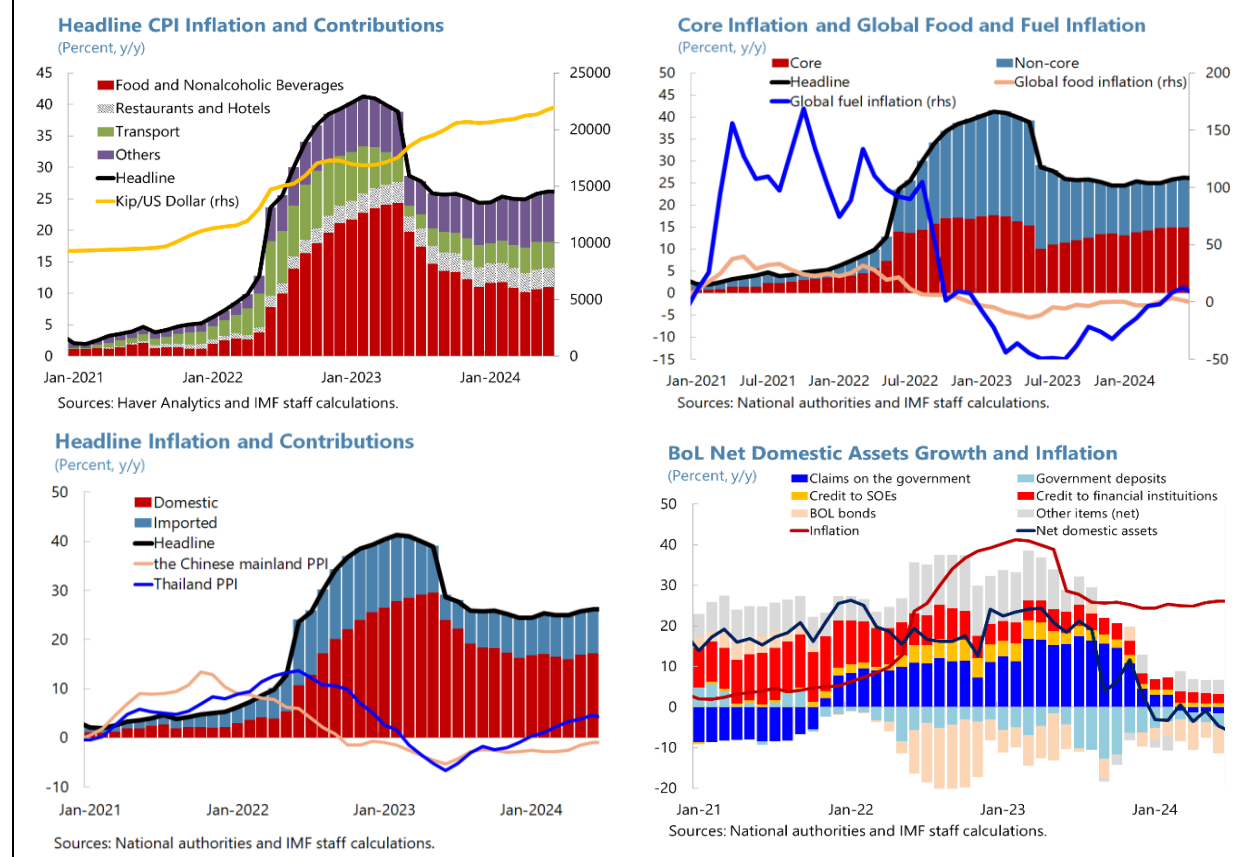 Headline CPI Inflation and Contributions
(Percent, y/y)
45
40
35
30
25
20
15
10
5
0
25000
20000
15000
10000
5000
0
Food and Nonalcoholic Beverages
Restaurants and Hotels
Transport
Others
Headline
Kip/US Dollar (rhs)
Jan-2021 Jan-2022 Jan-2023 Jan-2024
Sources: Haver Analytics and IMF staff calculations.
Core Inflation and Global Food and Fuel Inflation
(Percent, y/y)
50
45
40
35
30
25
20
15
10
5
0
-5
-10
-15
200
150
100
50
0
-50
Core Non-core
Headline Global food inflation (rhs)
Global fuel inflation (rhs)
Jan-2021 Jul-2021 Jan-2022 Jul-2022 Jan-2023 Jul-2023 Jan-2024
Sources: National authorities and IMF staff calculations.
Headline Inflation and Contributions
(Percent, y/y)
50
40
30
20
10
0
-10
Domestic
Imported
Headline
the Chinese mainland PPI
Thailand PPI
Jan-2021 Jan-2022 Jan-2023 Jan-2024
Sources: National authorities and IMF staff calculations.
BoL Net Domestic Assets Growth and Inflation
(Percent, y/y)
Claims on the government Government deposits
Credit to SOEs Credit to financial instituitions
BOL bonds Other items (net)
Inflation Net domestic assets
50
40
30
20
10
0
-10
-20
Jan-21 Jan-22 Jan-23 Jan-24
Sources: National authorities and IMF staff calculations.